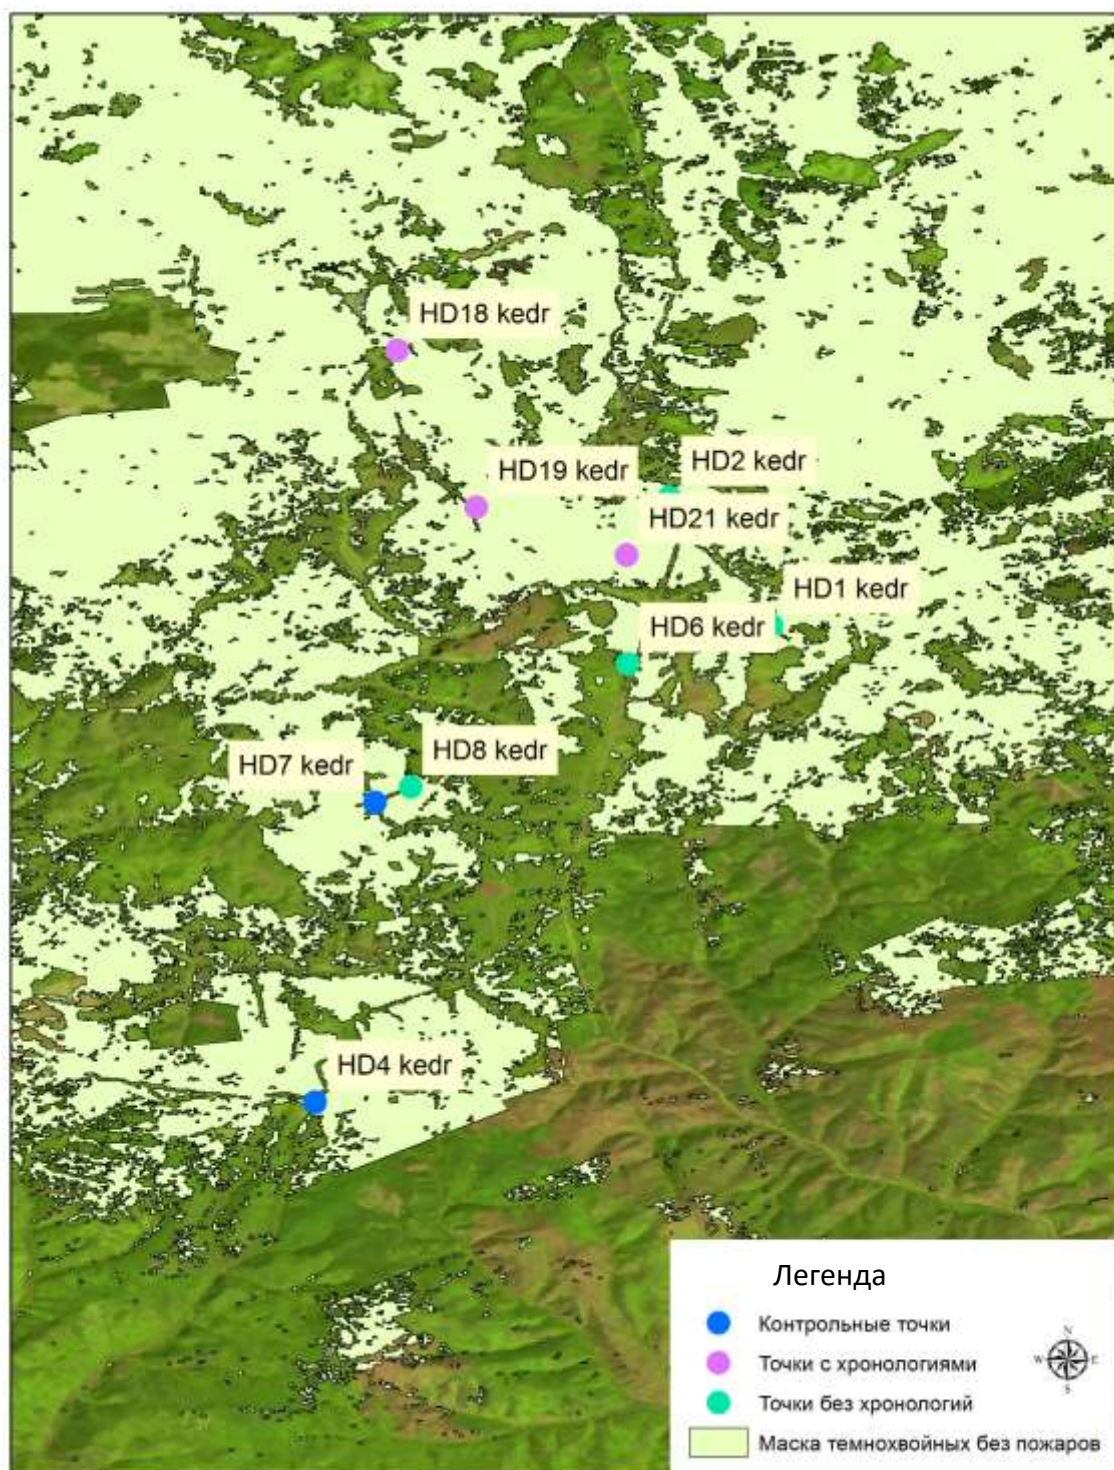 HD18 kedr
HD2 kedr
HD19 kedr
HD21 kedr
HD1 kedr
HD6 kedr
HD8 kedr
HD7 kedr
HD4 kedr
Легенда
Контрольные точки
Точки с хронологиями
Точки без хронологий
Маска темнохвойных без пожаров
N
W E
S